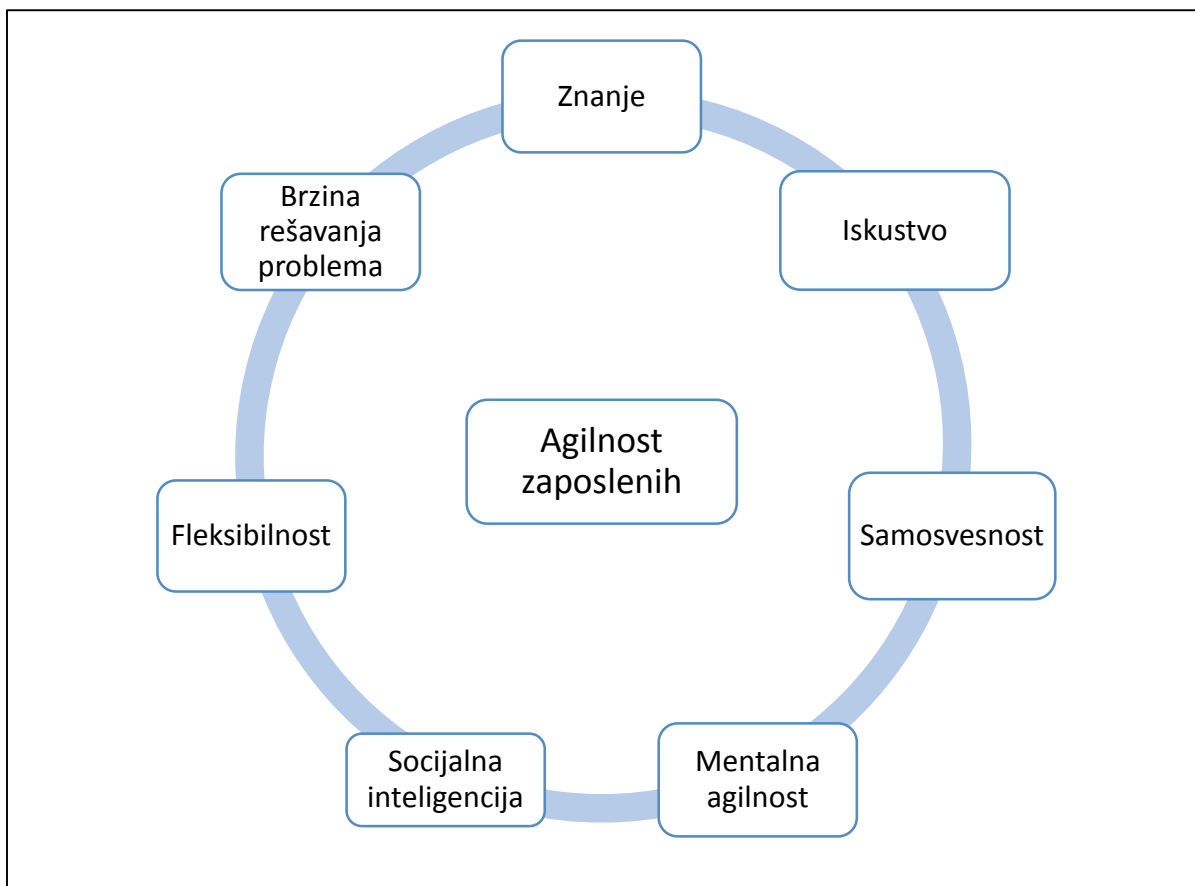 Znanje
Iskustvo
Samosvesnost
Mentalna
agilnost
Socijalna
inteligencija
Fleksibilnost
Brzina
rešavanja
problema
Agilnost
zaposlenih